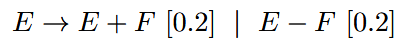 E → E + F [0.2] | E − F [0.2]